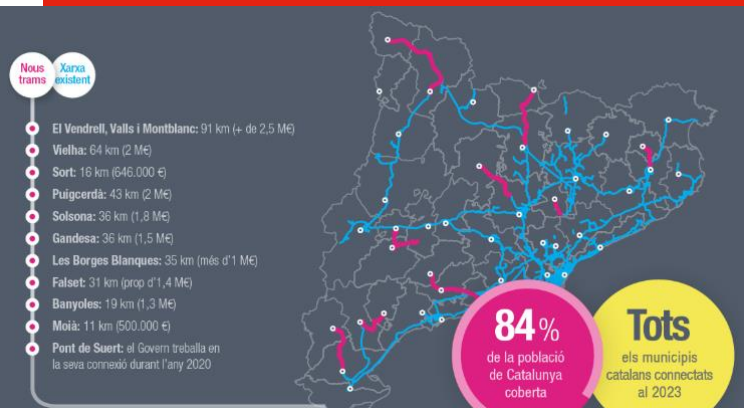 Nous
trams
Xarxa
existent
El Vendrell, Valls i Montblanc: 91 km (+ de 2,5 M€)
Vielha: 64 km (2 M€)
Sort: 16 km (646.000 €)
Puigcerdà: 43 km (2 M€)
Solsona: 36 km (1,8 M€)
Gandesa: 36 km (1,5 M€)
Les Borges Blanques: 35 km (més d'1 M€)
Falset: 31 km (prop d'1,4 M€)
Banyoles: 19 km (1,3 M€)
Moià: 11 km (500.000 €)
Pont de Suert: el Govern treballa en
la seva connexió durant l'any 2020
84%
de la població
de Catalunya
coberta
Tots
els municipis
catalans connectats
al 2023